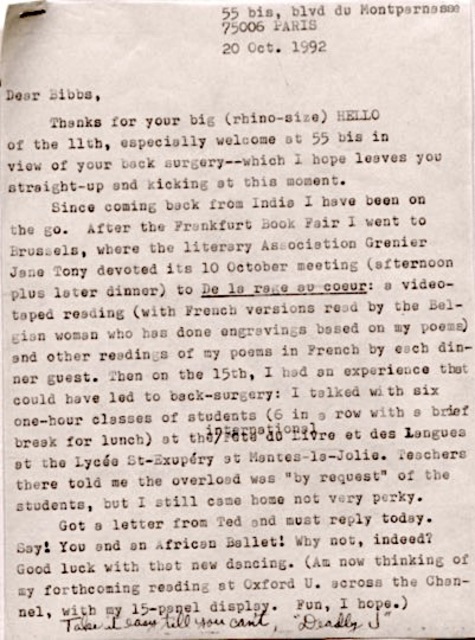 55 bis, blvd du Montparnasse
75006 PARIS
20 Oct. 1992
Dear Bibbs,
Thanks for your big (rhino-size) HELLO
of the 11th, especially welcome at 55 bis in
view of your back surgery--which I hope leaves you
straight-up and kicking at this moment.
Since coming back from India I have been on
the go. After the Frankfurt Book Fair I went to
Brussels, where the literary Association Grenier
Jane Tony devoted its 10 October meeting (afternoon
plus later dinner) to De la rage au coeur: a video-
taped reading (with French versions read by the Bel-
gian woman who has done engravings based on my poems)
and other readings of my poems in French by each din-
ner guest. Then on the 15th, I had an experience that
could have led to back-surgery: I talked with six
one-hour classes of students (6 in a row with a brief
international
break for lunch) at the/Fête du Livre et des Langues
at the Lycée St-Exupéry at Mantes-la-Jolie. Teachers
there told me the overload was "by request" of the
students, but I still came home not very perky.
Got a letter from Ted and must reply today.
Say! You and an African Ballet! Why not, indeed?
Good luck with that new dancing. (Am now thinking of
my forthcoming reading at Oxford U. across the Chan-
nel, with my 15-panel display. Fun, I hope.)
Take it easy till you can't, "Deadly J"